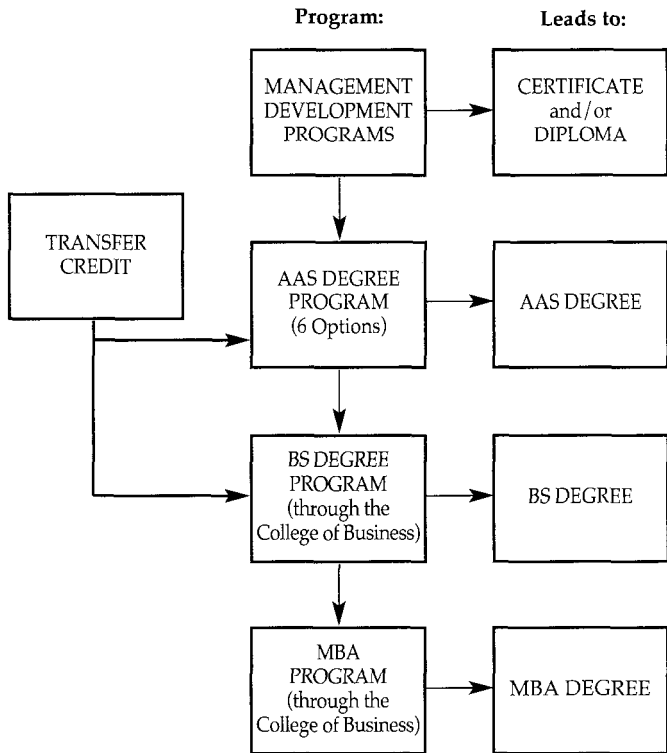 Program:
Leads to:
MANAGEMENT
DEVELOPMENT
PROGRAMS
CERTIFICATE
and/or
DIPLOMA
TRANSFER
CREDIT
AAS DEGREE
PROGRAM
(6 Options)
AAS DEGREE
BS DEGREE
PROGRAM
(through the
College of Business)
BS DEGREE
MBA
PROGRAM
(through the
College of Business)
MBA DEGREE